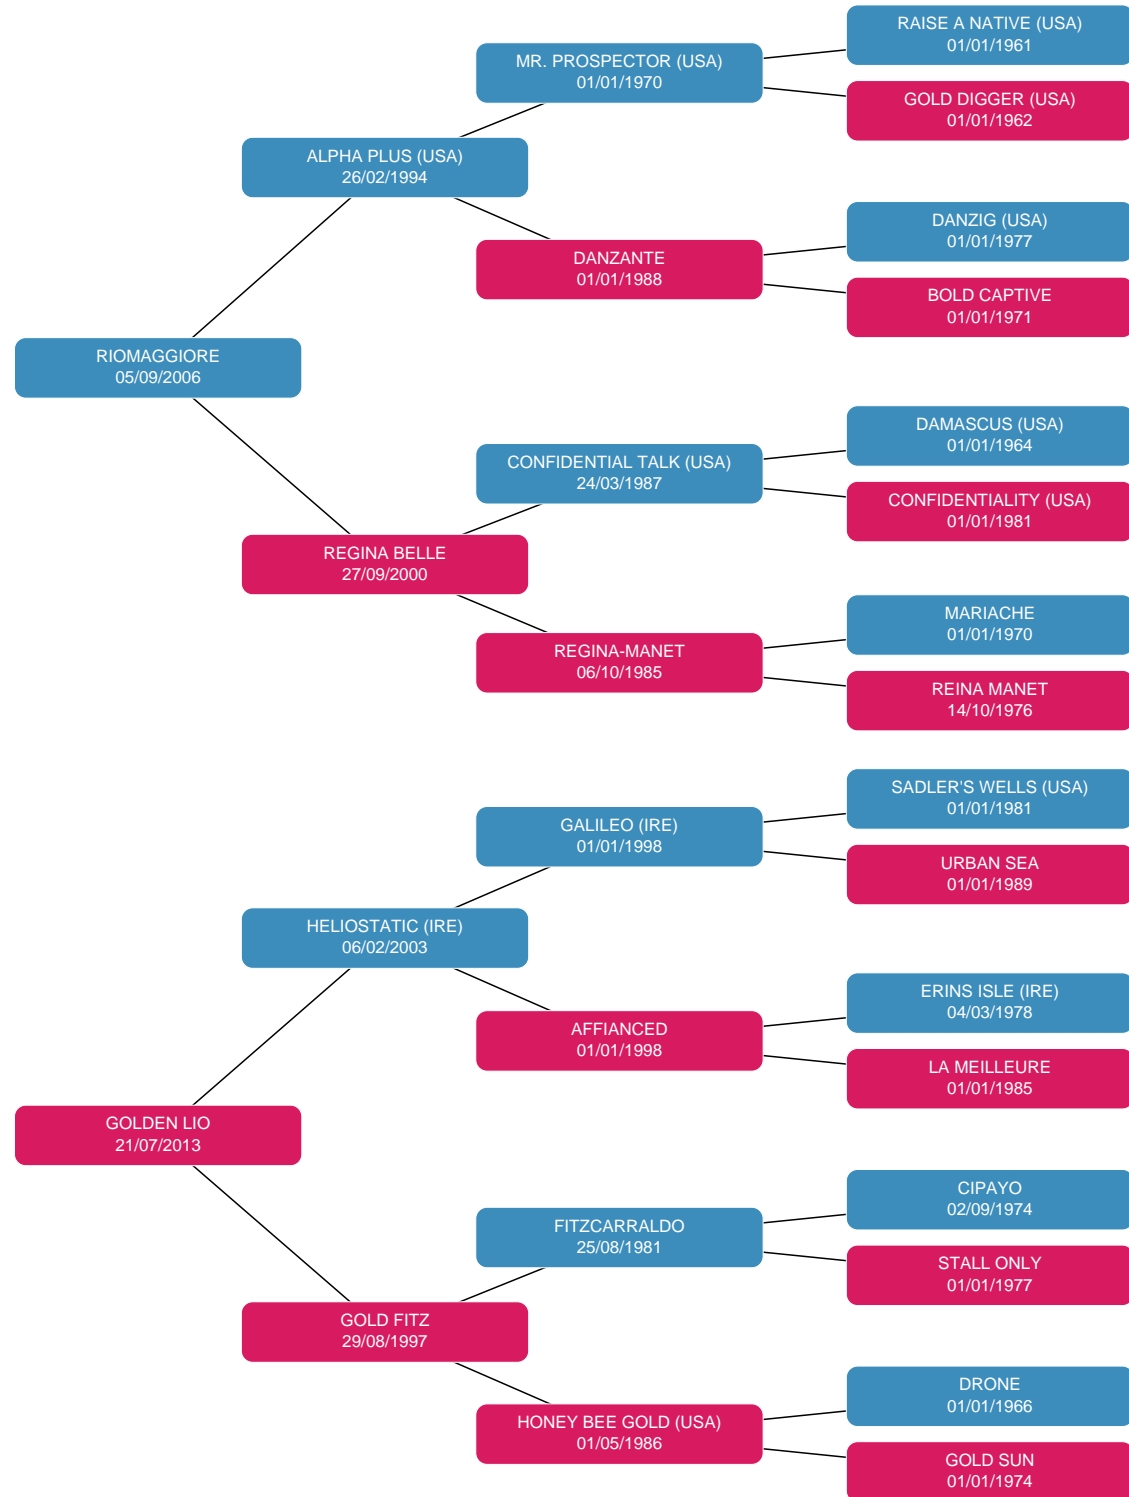 RAISE A NATIVE (USA)
01/01/1961
MR. PROSPECTOR (USA)
01/01/1970
GOLD DIGGER (USA)
01/01/1962
ALPHA PLUS (USA)
26/02/1994
DANZIG (USA)
01/01/1977
DANZANTE
01/01/1988
BOLD CAPTIVE
01/01/1971
RIOMAGGIORE
05/09/2006
DAMASCUS (USA)
01/01/1964
CONFIDENTIAL TALK (USA)
24/03/1987
CONFIDENTIALITY (USA)
01/01/1981
REGINA BELLE
27/09/2000
MARIACHE
01/01/1970
REGINA-MANET
06/10/1985
REINA MANET
14/10/1976
SADLER'S WELLS (USA)
01/01/1981
GALILEO (IRE)
01/01/1998
URBAN SEA
01/01/1989
HELIOSTATIC (IRE)
06/02/2003
ERINS ISLE (IRE)
04/03/1978
AFFIANCED
01/01/1998
LA MEILLEURE
01/01/1985
GOLDEN LIO
21/07/2013
CIPAYO
02/09/1974
FITZCARRALDO
25/08/1981
STALL ONLY
01/01/1977
GOLD FITZ
29/08/1997
DRONE
01/01/1966
HONEY BEE GOLD (USA)
01/05/1986
GOLD SUN
01/01/1974